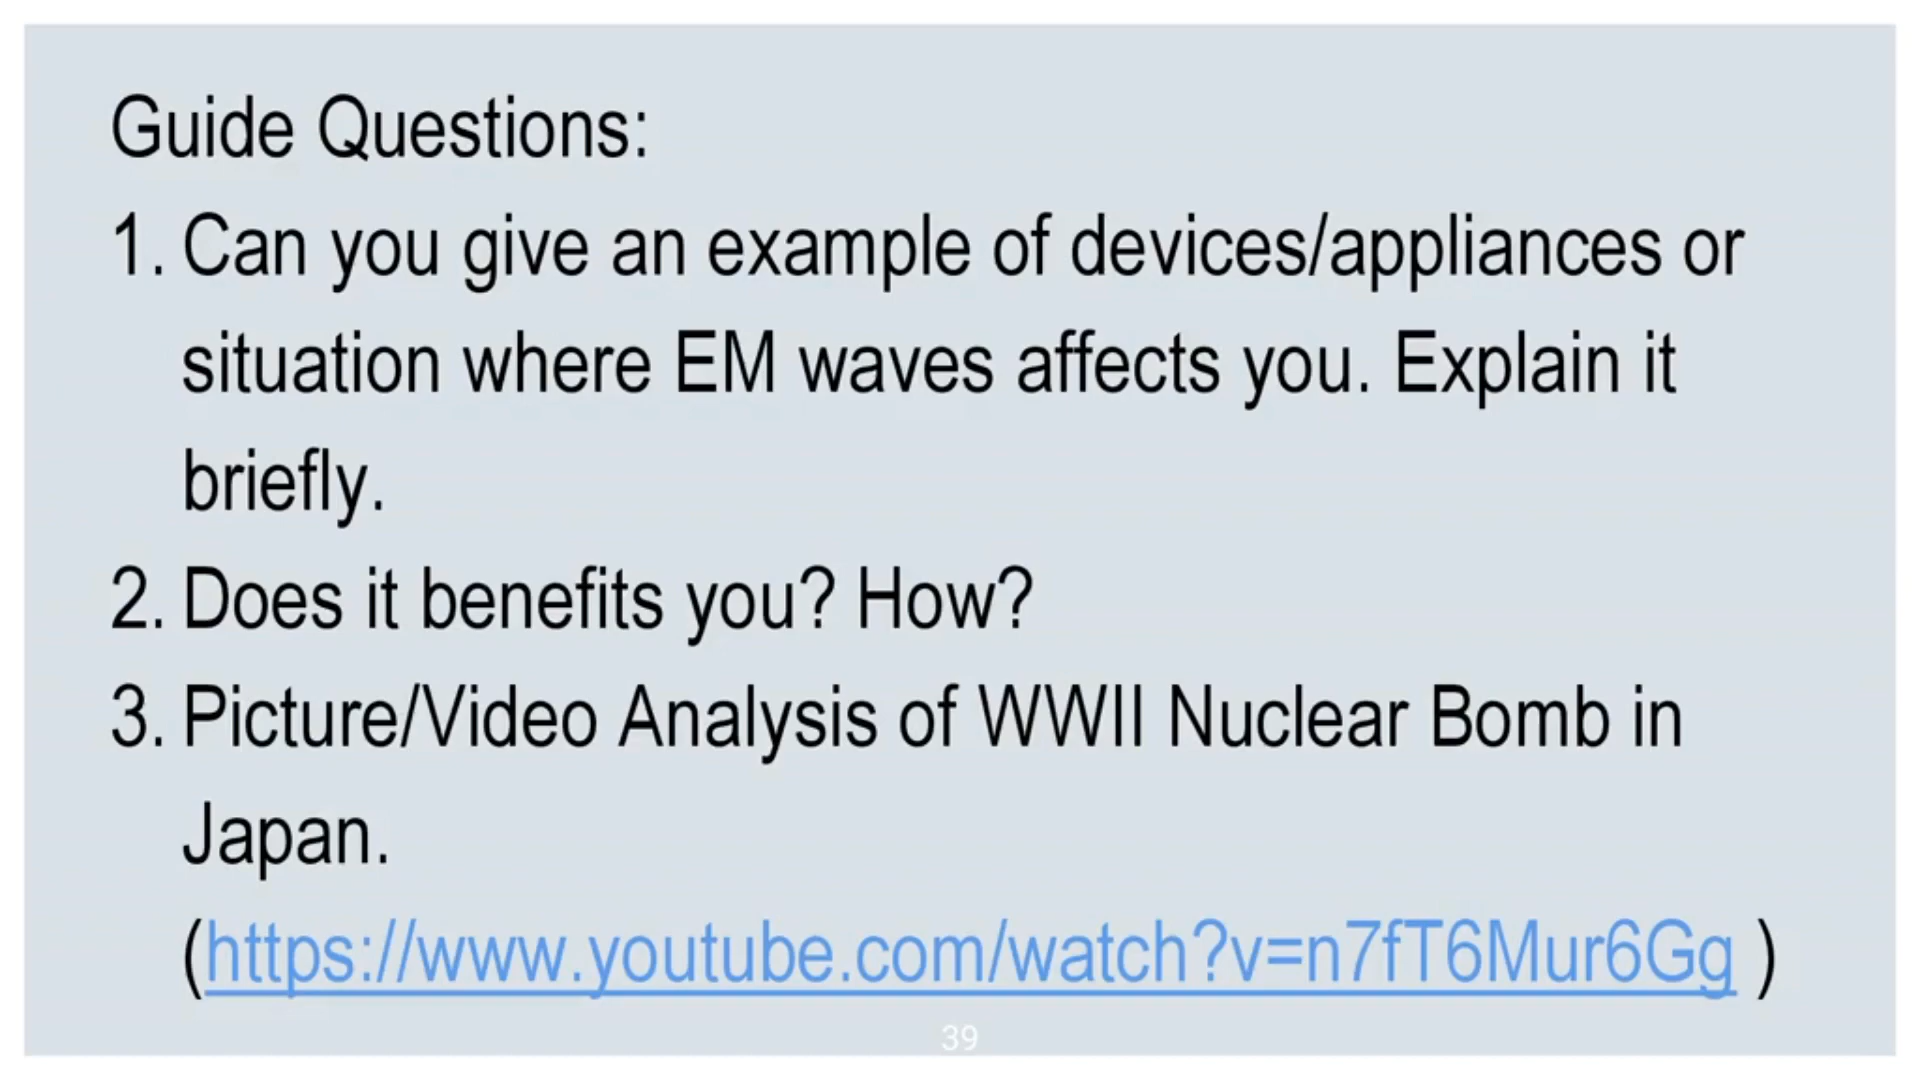 Guide Questions:
1. Can you give an example of devices/appliances or
situation where EM waves affects you. Explain it
briefly.
2. Does it benefits you? How?
3. Picture/Video Analysis of WWII Nuclear Bomb in
Japan.
(https://www.youtube.com/watch?v=n7fT6Mur6Gg )
39